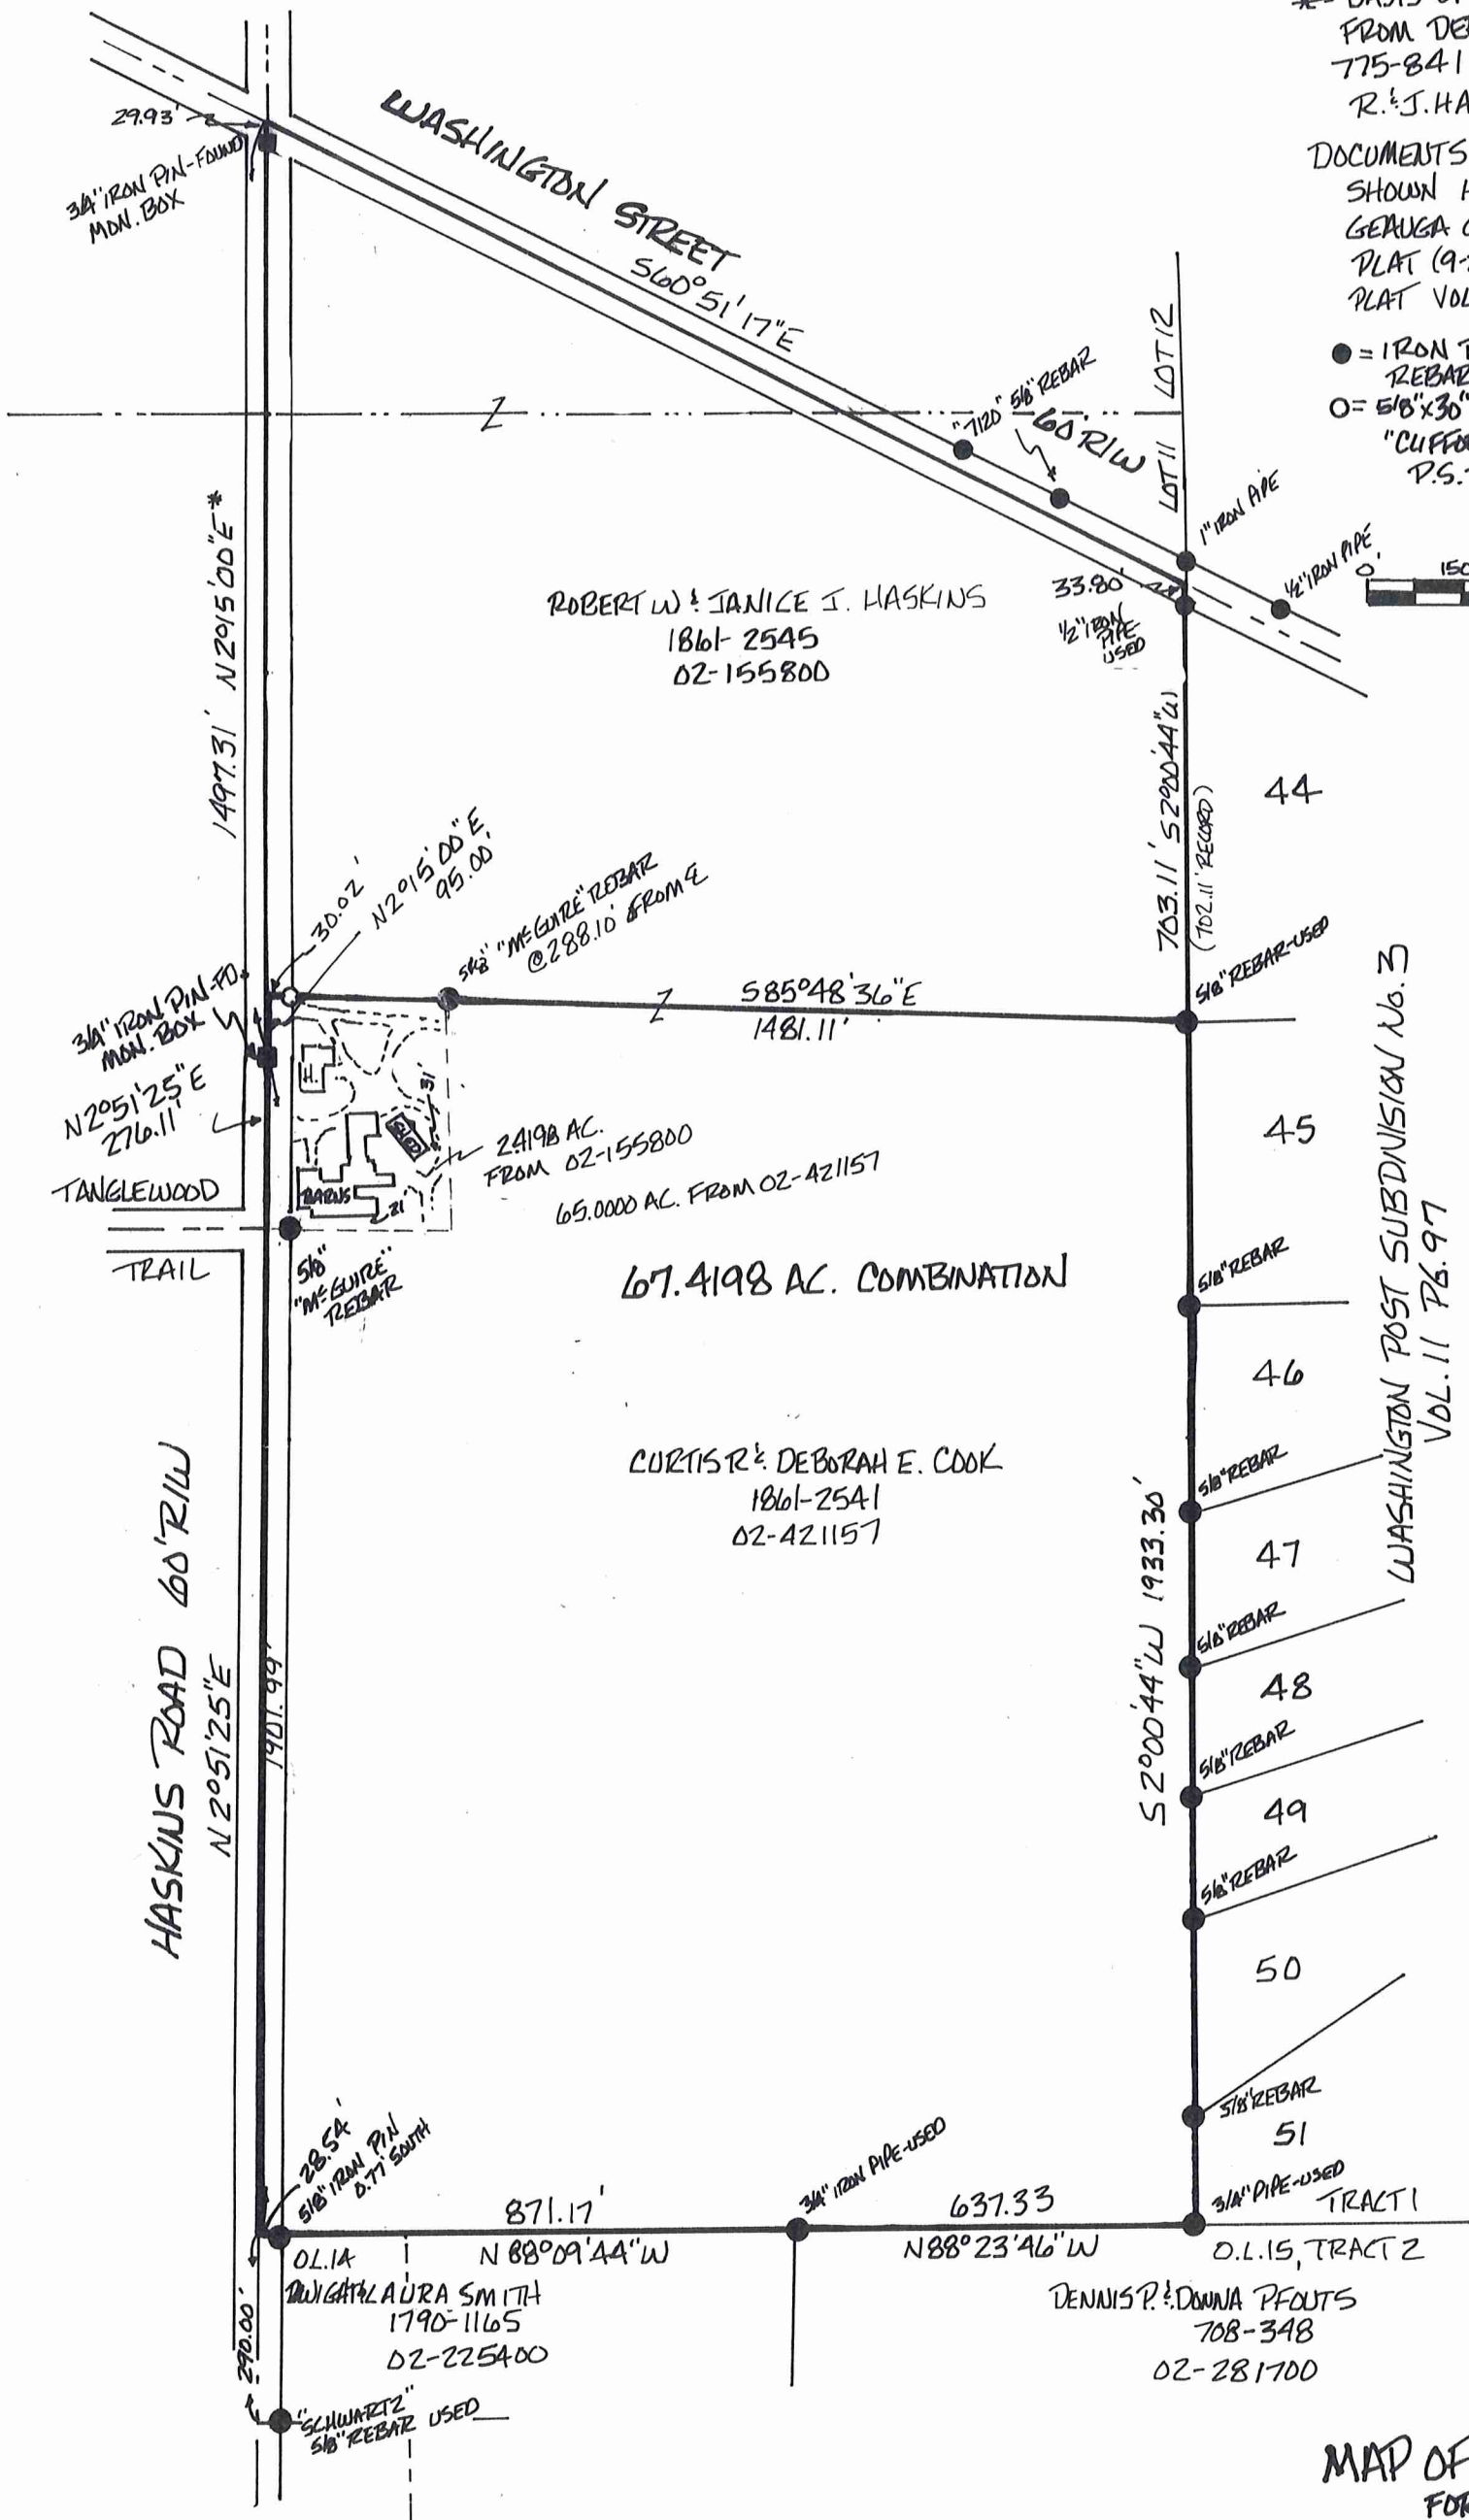 FROM
775-841
R. & J. HA
DOCUMENTS
SHOWN
GEAUGA
PLAT (9-
PLAT VOL
● = IRON
REBAR
O = 5/8"x30"
P.S.
29.93'
3/4" IRON PIN-FOUND
MON. BOX
WASHINGTON STREET
S60°51'17"E
"7120" 5/8" REBAR
60' R/W
LOT 12
LOT 11
1" IRON PIPE
1/2" IRON PIPE
0'
150
33.80'
1/2" IRON
PIPE-
USED
1497.31' N2°15'00"E*
ROBERT W & JANICE J. HASKINS
1861-2545
02-155800
703.11' S2°00'44"W
(702.11' RECORD)
44
30.02'
N2°15'00"E
95.00'
5/8" "McGUIRE" REBAR
@288.10' FROM ℄
S85°48'36"E
1481.11'
5/8" REBAR-USED
3/4" IRON PIN-FD.
MON. BOX
N2°51'25"E
276.11'
H.
31'
2.4198 AC.
FROM 02-155800
65.0000 AC. FROM 02-421157
BARNS
21'
45
TANGLEWOOD
TRAIL
5/8"
"McGUIRE"
REBAR
67.4198 AC. COMBINATION
5/8" REBAR
46
WASHINGTON POST SUBDIVISION No. 3
VOL. 11 PG. 97
CURTIS R & DEBORAH E. COOK
1861-2541
02-421157
5/8" REBAR
47
HASKINS ROAD 60' R/W
N2°51'25"E
1901.99'
S2°00'44"W 1933.30'
5/8" REBAR
48
5/8" REBAR
49
5/8" REBAR
50
5/8" REBAR
51
28.54'
5/8" IRON PIN
0.77' SOUTH
871.17'
N88°09'44"W
3/4" IRON PIPE-USED
637.33
N88°23'46"W
3/4" PIPE-USED
TRACT 1
O.L. 15, TRACT 2
O.L. 14
DWIGHT & LAURA SMITH
1790-1165
02-225400
DENNIS P. & DONNA PFOUTS
708-348
02-281700
290.00'
"SCHWARTZ"
5/8" REBAR USED
MAP OF
FOR